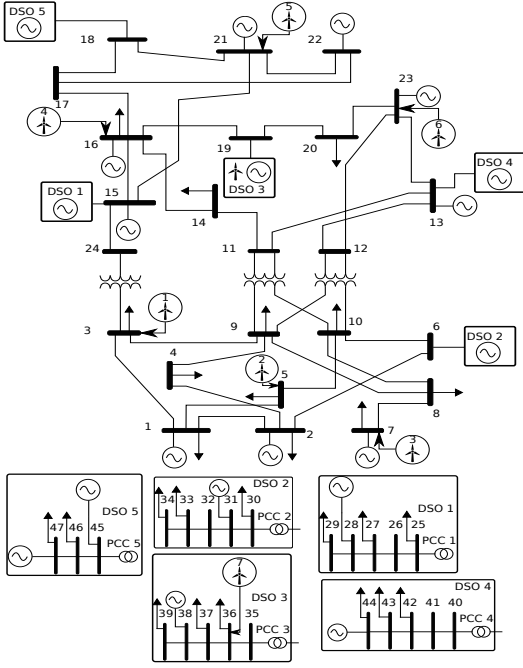 DSO 5
18
21
5
22
17
4
16
23
6
19
20
DSO 3
DSO 4
13
DSO 1
15
14
24
11
12
3
1
9
10
6
DSO 2
4
2
5
8
1
2
7
3
DSO 5
47 46 45
PCC 5
DSO 2
34 33 32 31 30
PCC 2
DSO 1
29 28 27 26 25
PCC 1
7
DSO 3
39 38 37 36 35
PCC 3
DSO 4
44 43 42 41 40
PCC 4